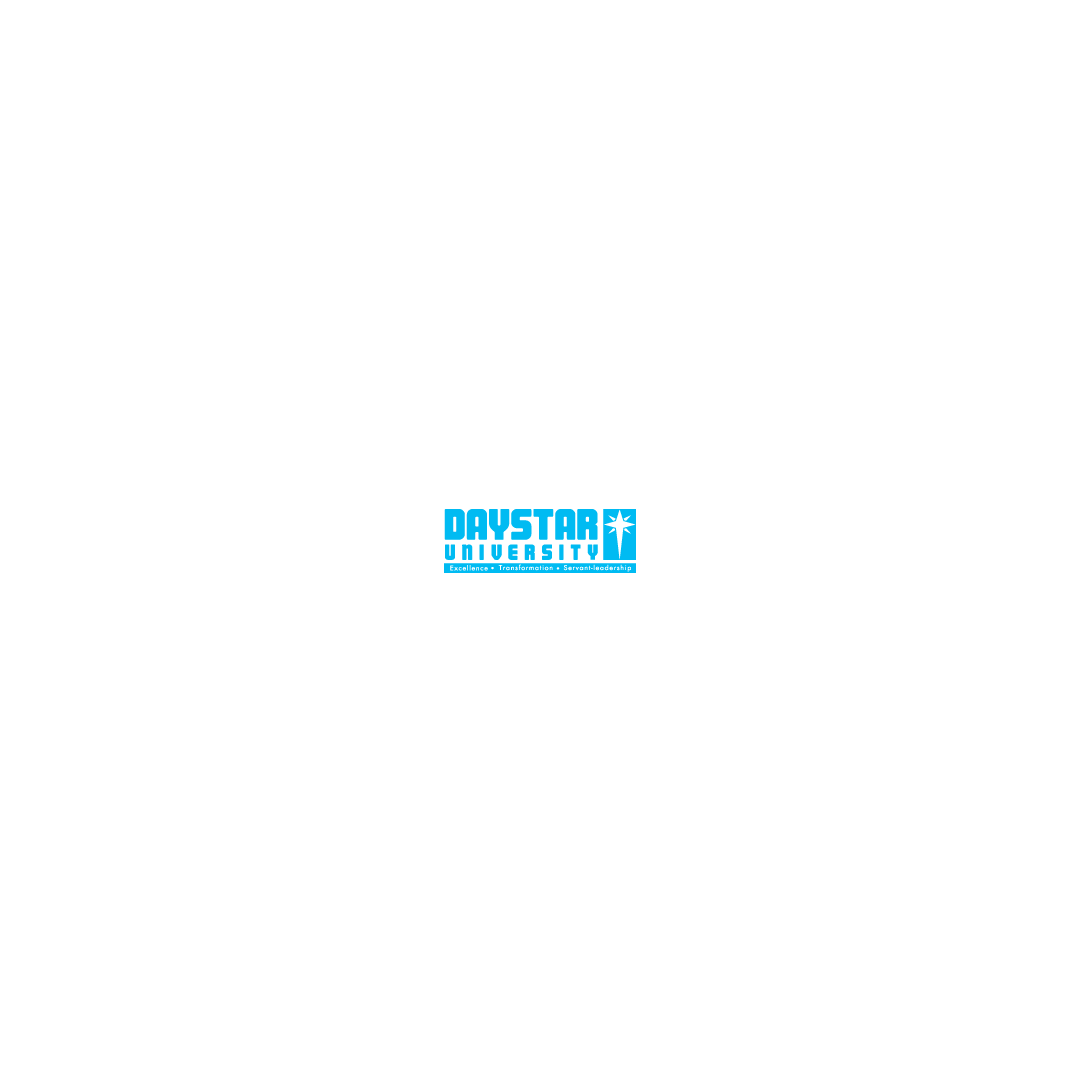 DAYSTAR
UNIVERSITY
Excellence • Transformation • Servant-leadership